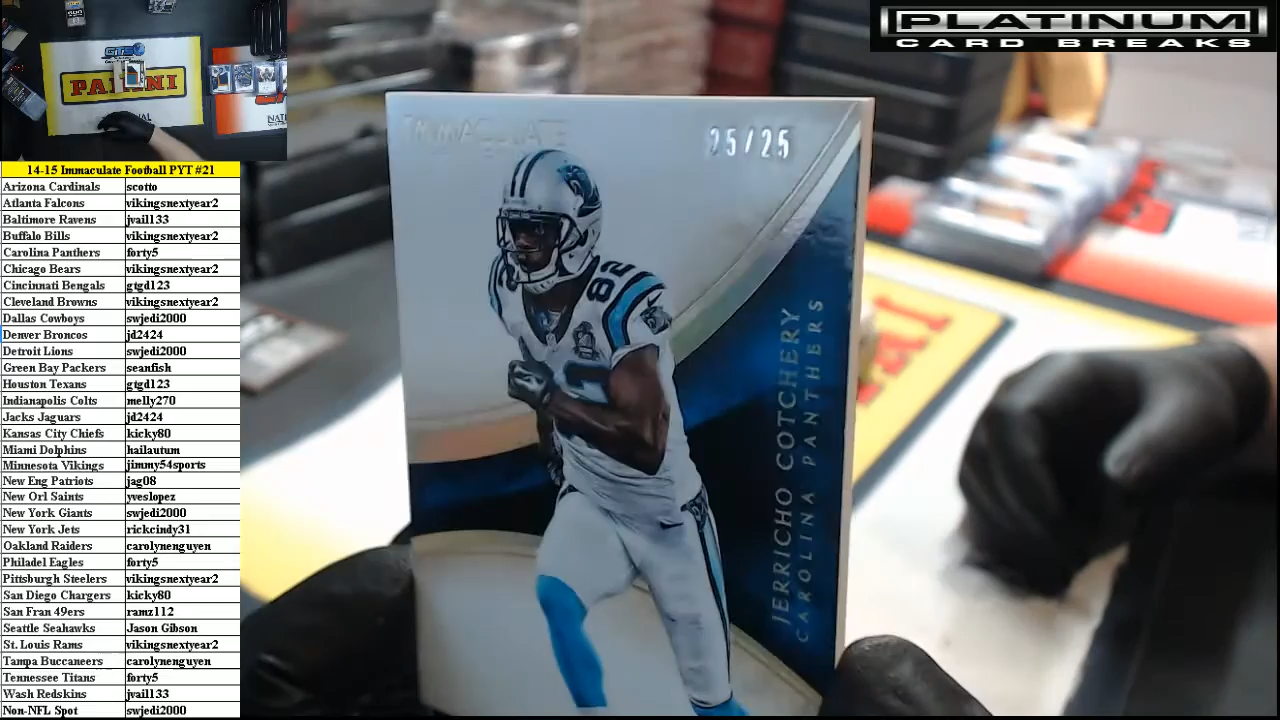 PLATINUM
CARD BREAKS
GTS
PANINI
14-15 Immaculate Football PYT #21
Arizona Cardinals scotto
Atlanta Falcons vikingsnextyear2
Baltimore Ravens jvail133
Buffalo Bills vikingsnextyear2
Carolina Panthers forty5
Chicago Bears vikingsnextyear2
Cincinnati Bengals gtgd123
Cleveland Browns vikingsnextyear2
Dallas Cowboys swjedi2000
Denver Broncos jd2424
Detroit Lions swjedi2000
Green Bay Packers seanfish
Houston Texans gtgd123
Indianapolis Colts melly270
Jacks Jaguars jd2424
Kansas City Chiefs kicky80
Miami Dolphins hailautum
Minnesota Vikings jimmy54sports
New Eng Patriots jag08
New Orl Saints yveslopez
New York Giants swjedi2000
New York Jets rickcindy31
Oakland Raiders carolynenguyen
Philadel Eagles forty5
Pittsburgh Steelers vikingsnextyear2
San Diego Chargers kicky80
San Fran 49ers ramz112
Seattle Seahawks Jason Gibson
St. Louis Rams vikingsnextyear2
Tampa Buccaneers carolynenguyen
Tennessee Titans forty5
Wash Redskins jvail133
Non-NFL Spot swjedi2000
IMMACULATE
25/25
82
82
JERRICHO COTCHERY
CAROLINA PANTHERS